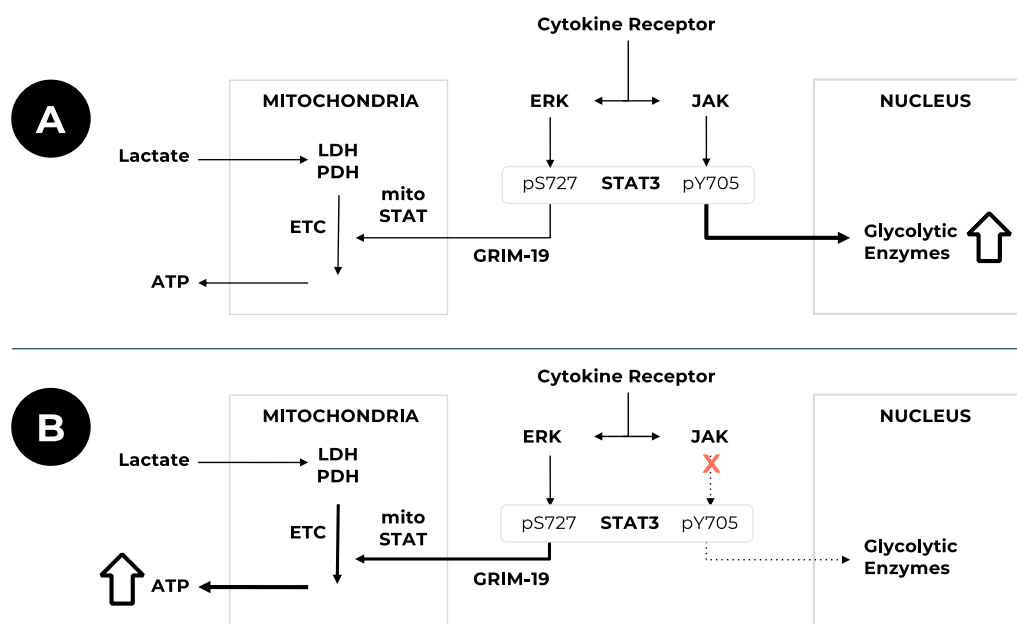 Cytokine Receptor
A
MITOCHONDRIA
ERK
JAK
NUCLEUS
Lactate
LDH
PDH
pS727 STAT3 pY705
mito
STAT
ETC
GRIM-19
Glycolytic
Enzymes
ATP
Cytokine Receptor
B
MITOCHONDRIA
ERK
JAK
NUCLEUS
X
Lactate
LDH
PDH
pS727 STAT3 pY705
mito
STAT
ETC
GRIM-19
Glycolytic
Enzymes
ATP